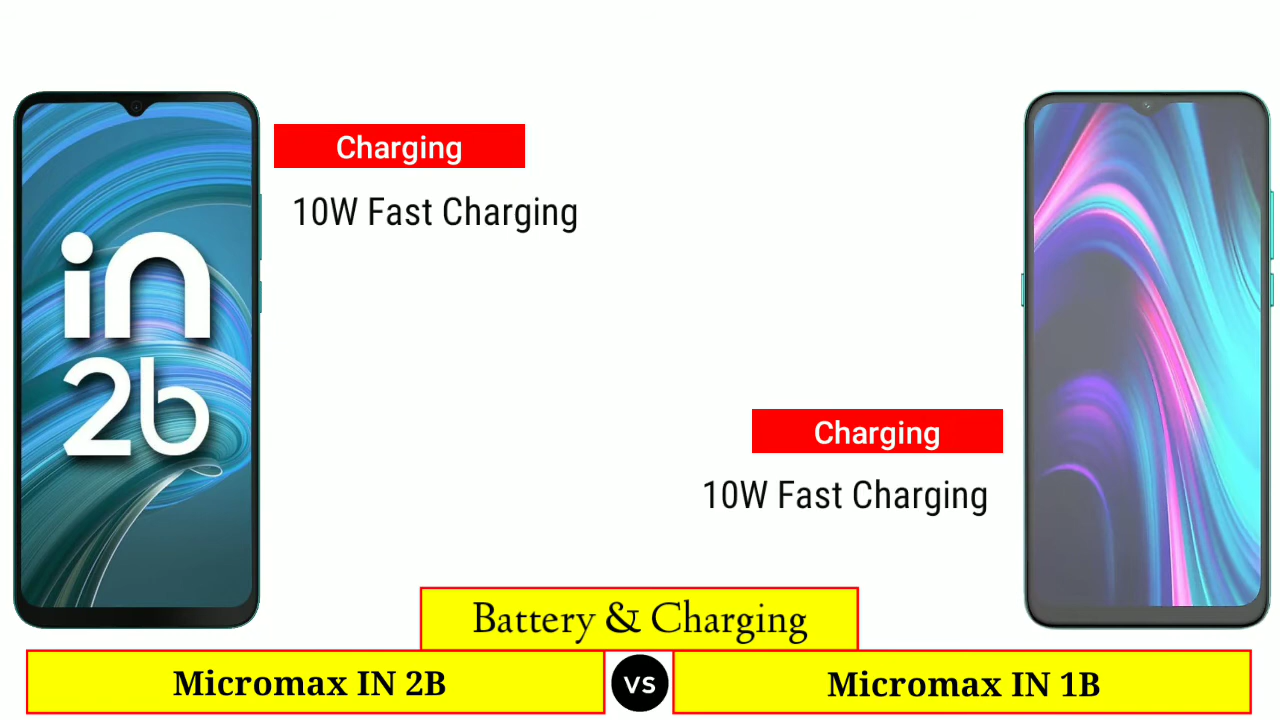 Charging
10W Fast Charging
in
2b
Charging
10W Fast Charging
Battery & Charging
Micromax IN 2B
vs
Micromax IN 1B